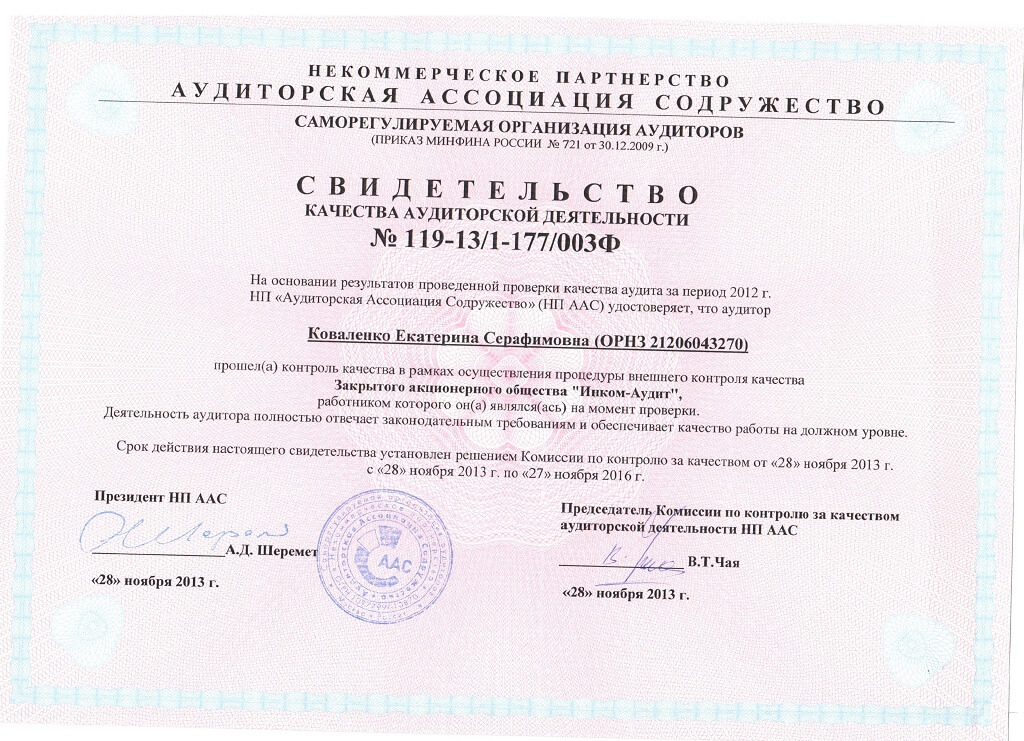 НЕКОММЕРЧЕСКОЕ ПАРТНЕРСТВО
АУДИТОРСКАЯ АССОЦИАЦИЯ СОДРУЖЕСТВО
САМОРЕГУЛИРУЕМАЯ ОРГАНИЗАЦИЯ АУДИТОРОВ
(ПРИКАЗ МИНФИНА РОССИИ № 721 от 30.12.2009 г.)
СВИДЕТЕЛЬСТВО
КАЧЕСТВА АУДИТОРСКОЙ ДЕЯТЕЛЬНОСТИ
№ 119-13/1-177/003Ф
На основании результатов проведенной проверки качества аудита за период 2012 г.
НП «Аудиторская Ассоциация Содружество» (НП ААС) удостоверяет, что аудитор
Коваленко Екатерина Серафимовна (ОРНЗ 21206043270)
прошел(а) контроль качества в рамках осуществления процедуры внешнего контроля качества
Закрытого акционерного общества "Инком-Аудит",
работником которого он(а) являлся(ась) на момент проверки.
Деятельность аудитора полностью отвечает законодательным требованиям и обеспечивает качество работы на должном уровне.
Срок действия настоящего свидетельства установлен решением Комиссии по контролю за качеством от «28» ноября 2013 г.
с «28» ноября 2013 г. по «27» ноября 2016 г.
Президент НП ААС
А.Д. Шеремет
«28» ноября 2013 г.
ААС
Председатель Комиссии по контролю за качеством
аудиторской деятельности НП ААС
В.Т.Чая
«28» ноября 2013 г.